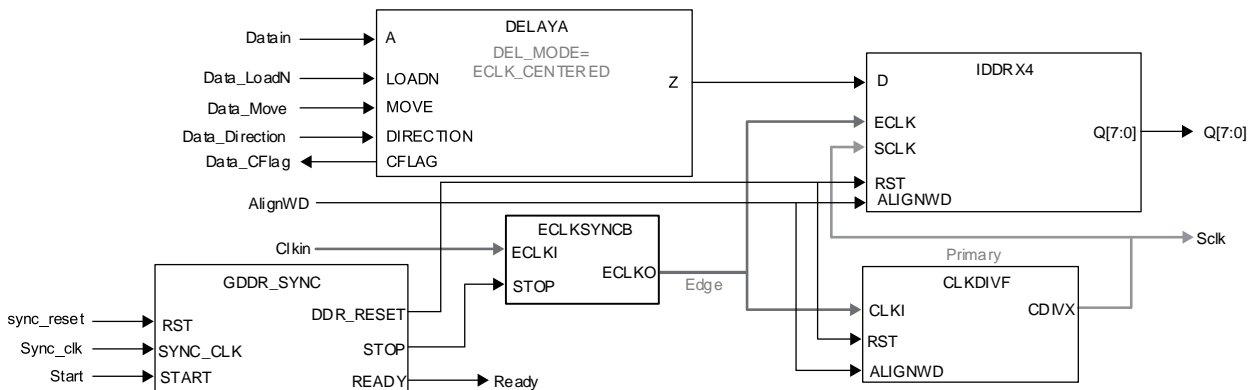 DELAYA
DEL_MODE=
ECLK_CENTERED
Datain
A
Data_LoadN
LOADN
Data_Move
MOVE
Data_Direction
DIRECTION
Data_CFlag
CFLAG
Z
IDDRX4
D
ECLK
SCLK
RST
ALIGNWD
Q[7:0]
Q[7:0]
AlignWD
Clkin
ECLKSYNCB
ECLKI
STOP
ECLKO
Edge
Primary
Sclk
GDDR_SYNC
sync_reset
RST
Sync_clk
SYNC_CLK
Start
START
DDR_RESET
STOP
READY
Ready
CLKDIVF
CLKI
RST
ALIGNWD
CDIVX